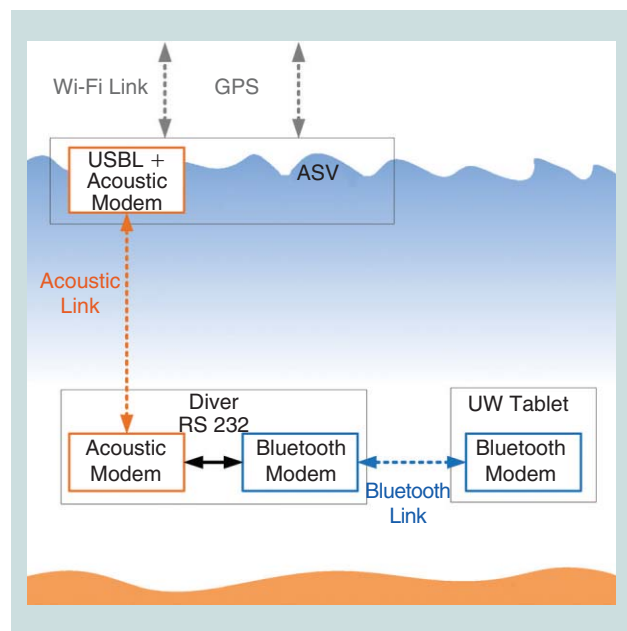 Wi-Fi Link
GPS
USBL +
Acoustic
Modem
ASV
Acoustic
Link
Diver
RS 232
Acoustic
Modem
Bluetooth
Modem
Bluetooth
Link
UW Tablet
Bluetooth
Modem